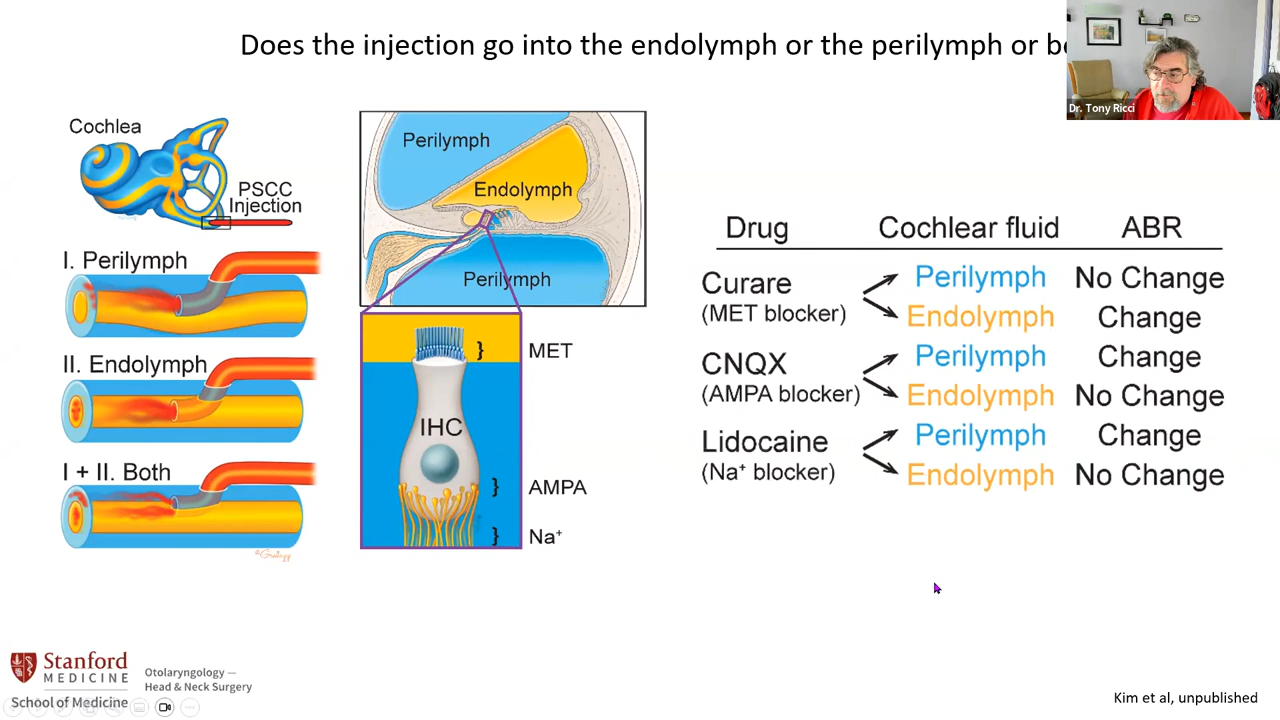 Does the injection go into the endolymph or the perilymph or
Dr. Tony Ricci
Cochlea
PSCC
Injection
I. Perilymph
II. Endolymph
I + II. Both
Perilymph
Endolymph
Perilymph
MET
IHC
AMPA
Na⁺
Drug Cochlear fluid ABR
Curare
(MET blocker)
Perilymph No Change
Endolymph Change
CNQX
(AMPA blocker)
Perilymph Change
Endolymph No Change
Lidocaine
(Na⁺ blocker)
Perilymph Change
Endolymph No Change
Stanford
MEDICINE
School of Medicine
Otolaryngology —
Head & Neck Surgery
Kim et al, unpublished